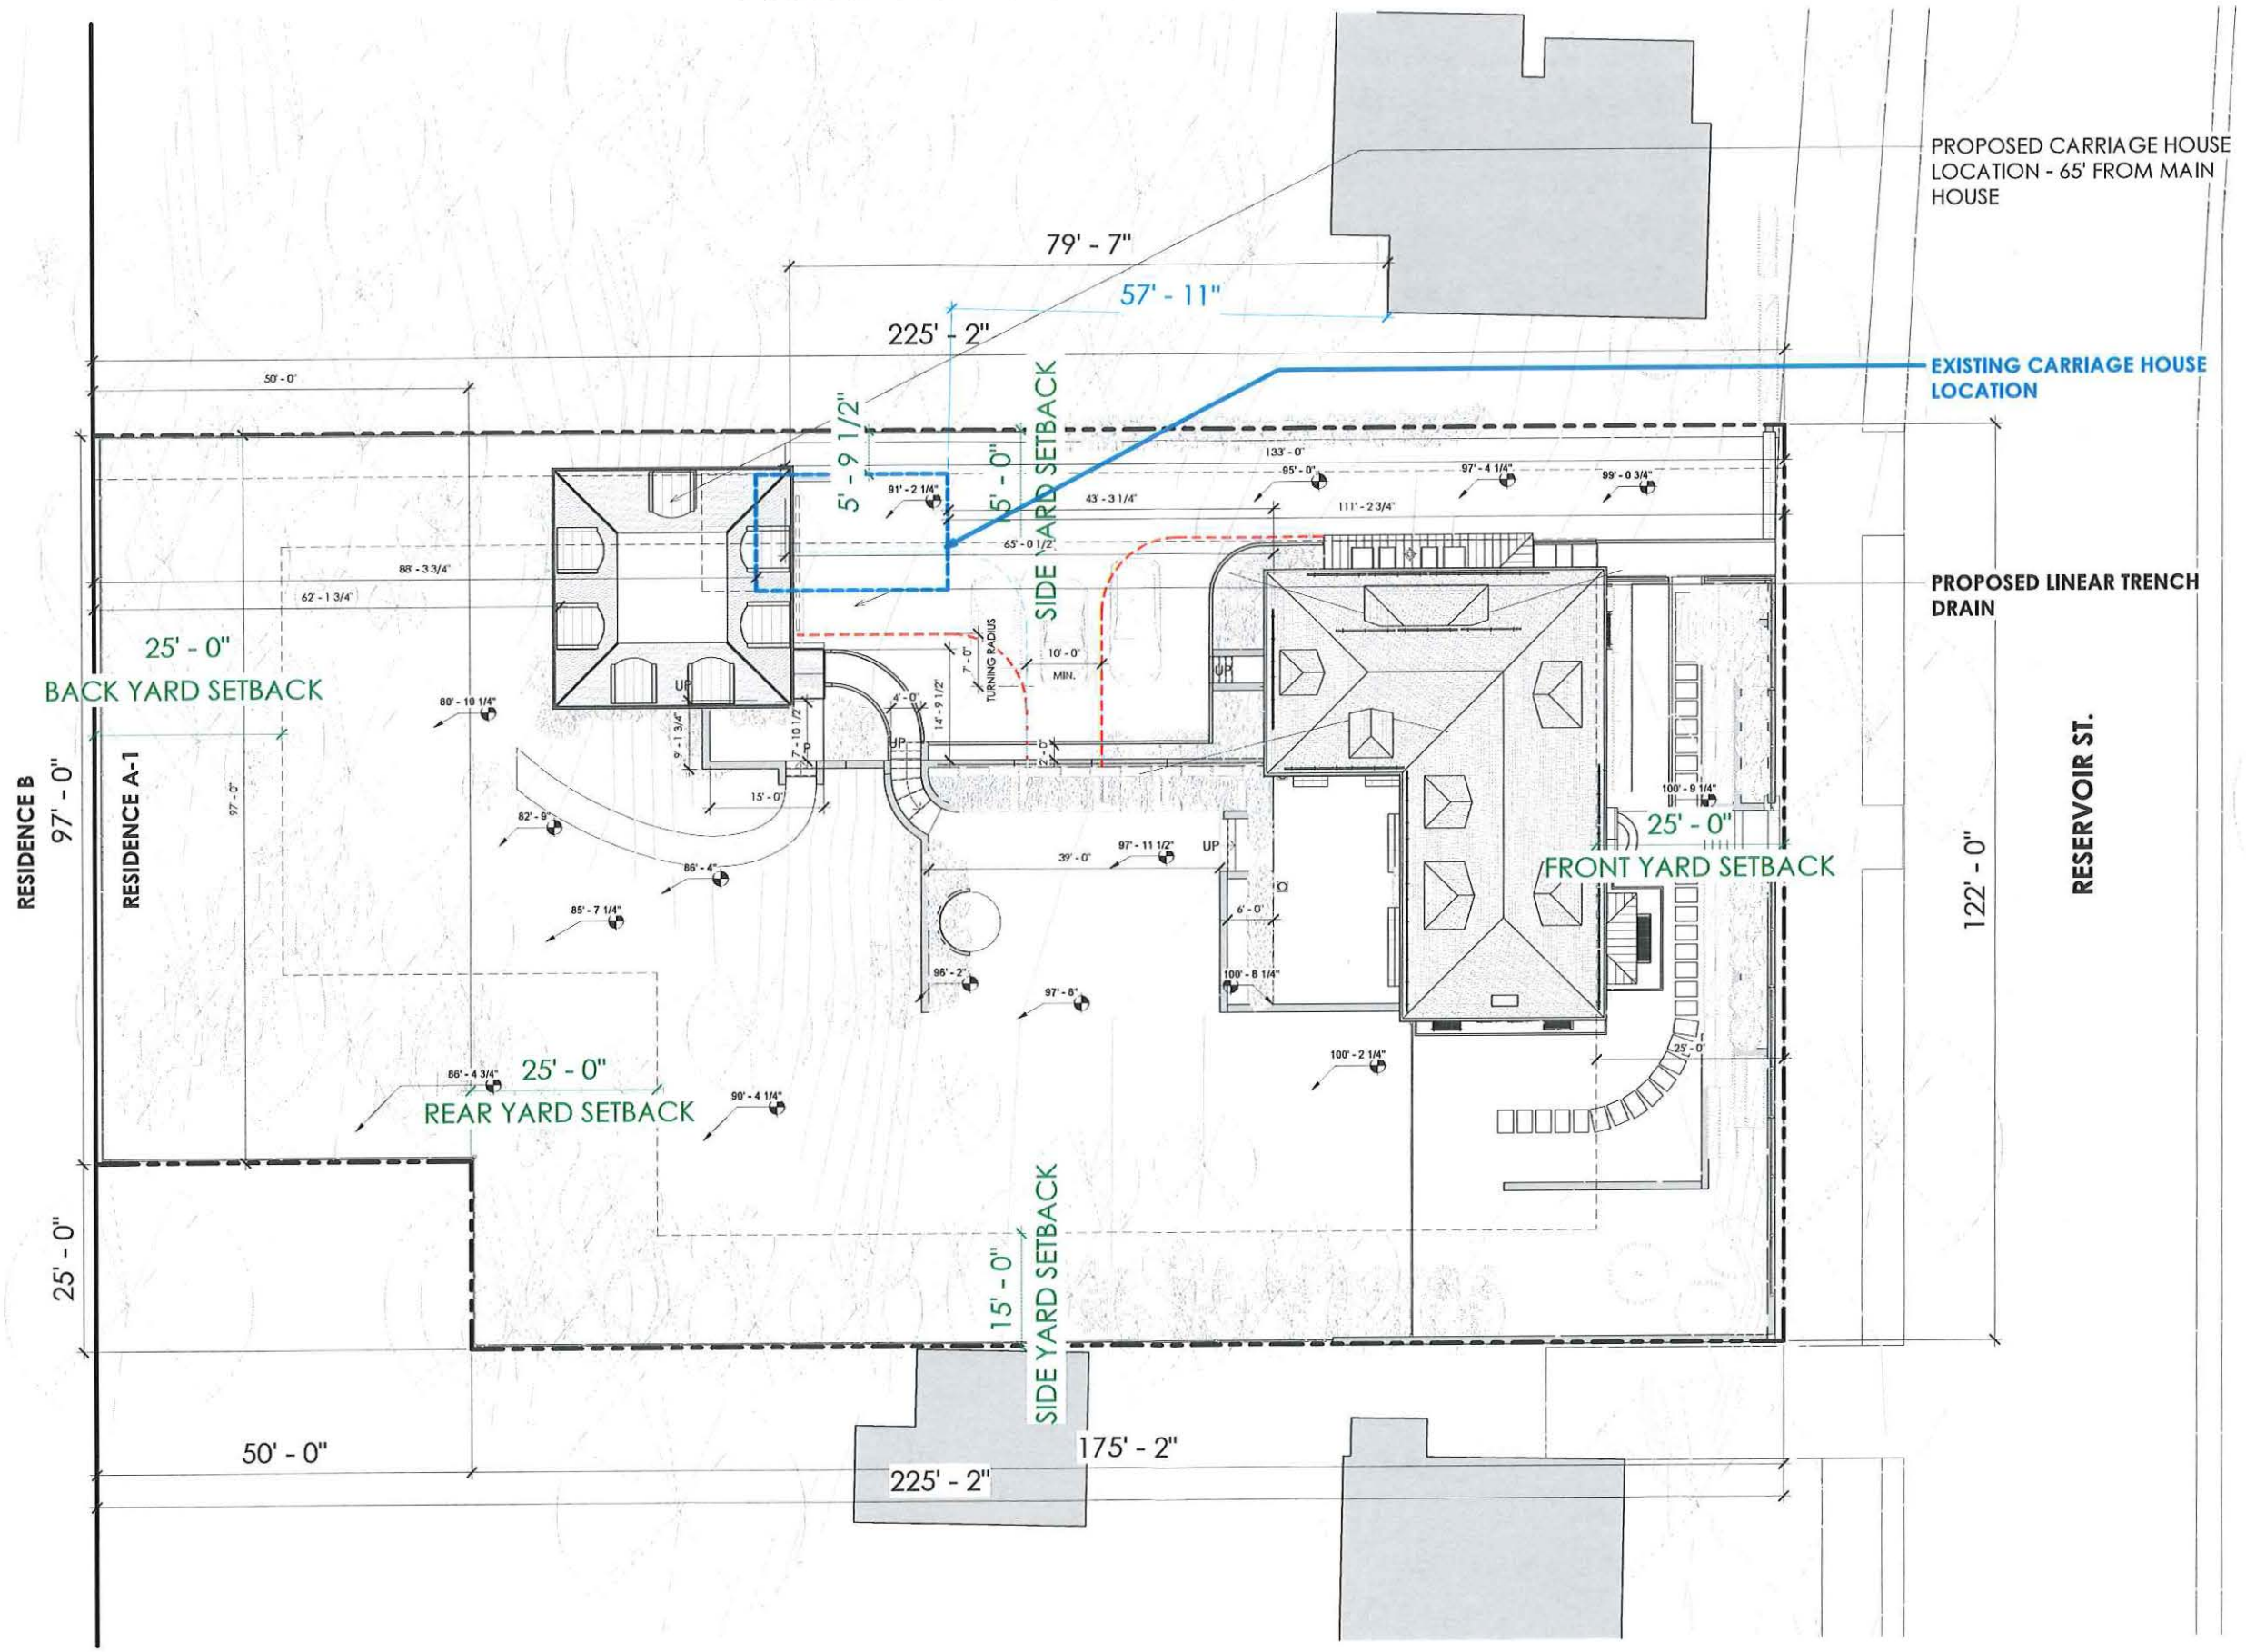 PROPOSED CARRIAGE HOUSE
LOCATION - 65' FROM MAIN
HOUSE
79' - 7"
57' - 11"
225' - 2"
EXISTING CARRIAGE HOUSE
LOCATION
50' - 0"
5' - 9 1/2"
15' - 0"
SIDE YARD SETBACK
133' - 0"
95' - 0"
97' - 4 1/4"
99' - 0 3/4"
91' - 2 1/4"
43' - 3 1/4"
111' - 2 3/4"
65' - 0 1/2"
88' - 3 3/4"
62' - 1 3/4"
PROPOSED LINEAR TRENCH
DRAIN
25' - 0"
BACK YARD SETBACK
7' - 0"
TURNING RADIUS
10' - 0"
MIN.
UP
UP
4' - 0"
14' - 9 1/2"
80' - 10 1/4"
9' - 1 3/4"
7' - 10 1/2"
UP
2' - 0"
RESIDENCE B
97' - 0"
RESIDENCE A-1
97' - 0"
15' - 0"
82' - 9"
86' - 4"
39' - 0"
97' - 11 1/2"
UP
100' - 9 1/4"
25' - 0"
FRONT YARD SETBACK
122' - 0"
RESERVOIR ST.
85' - 7 1/4"
6' - 0"
96' - 2"
97' - 8"
100' - 8 1/4"
100' - 2 1/4"
25' - 0"
86' - 4 3/4"
25' - 0"
REAR YARD SETBACK
90' - 4 1/4"
25' - 0"
15' - 0"
SIDE YARD SETBACK
50' - 0"
175' - 2"
225' - 2"